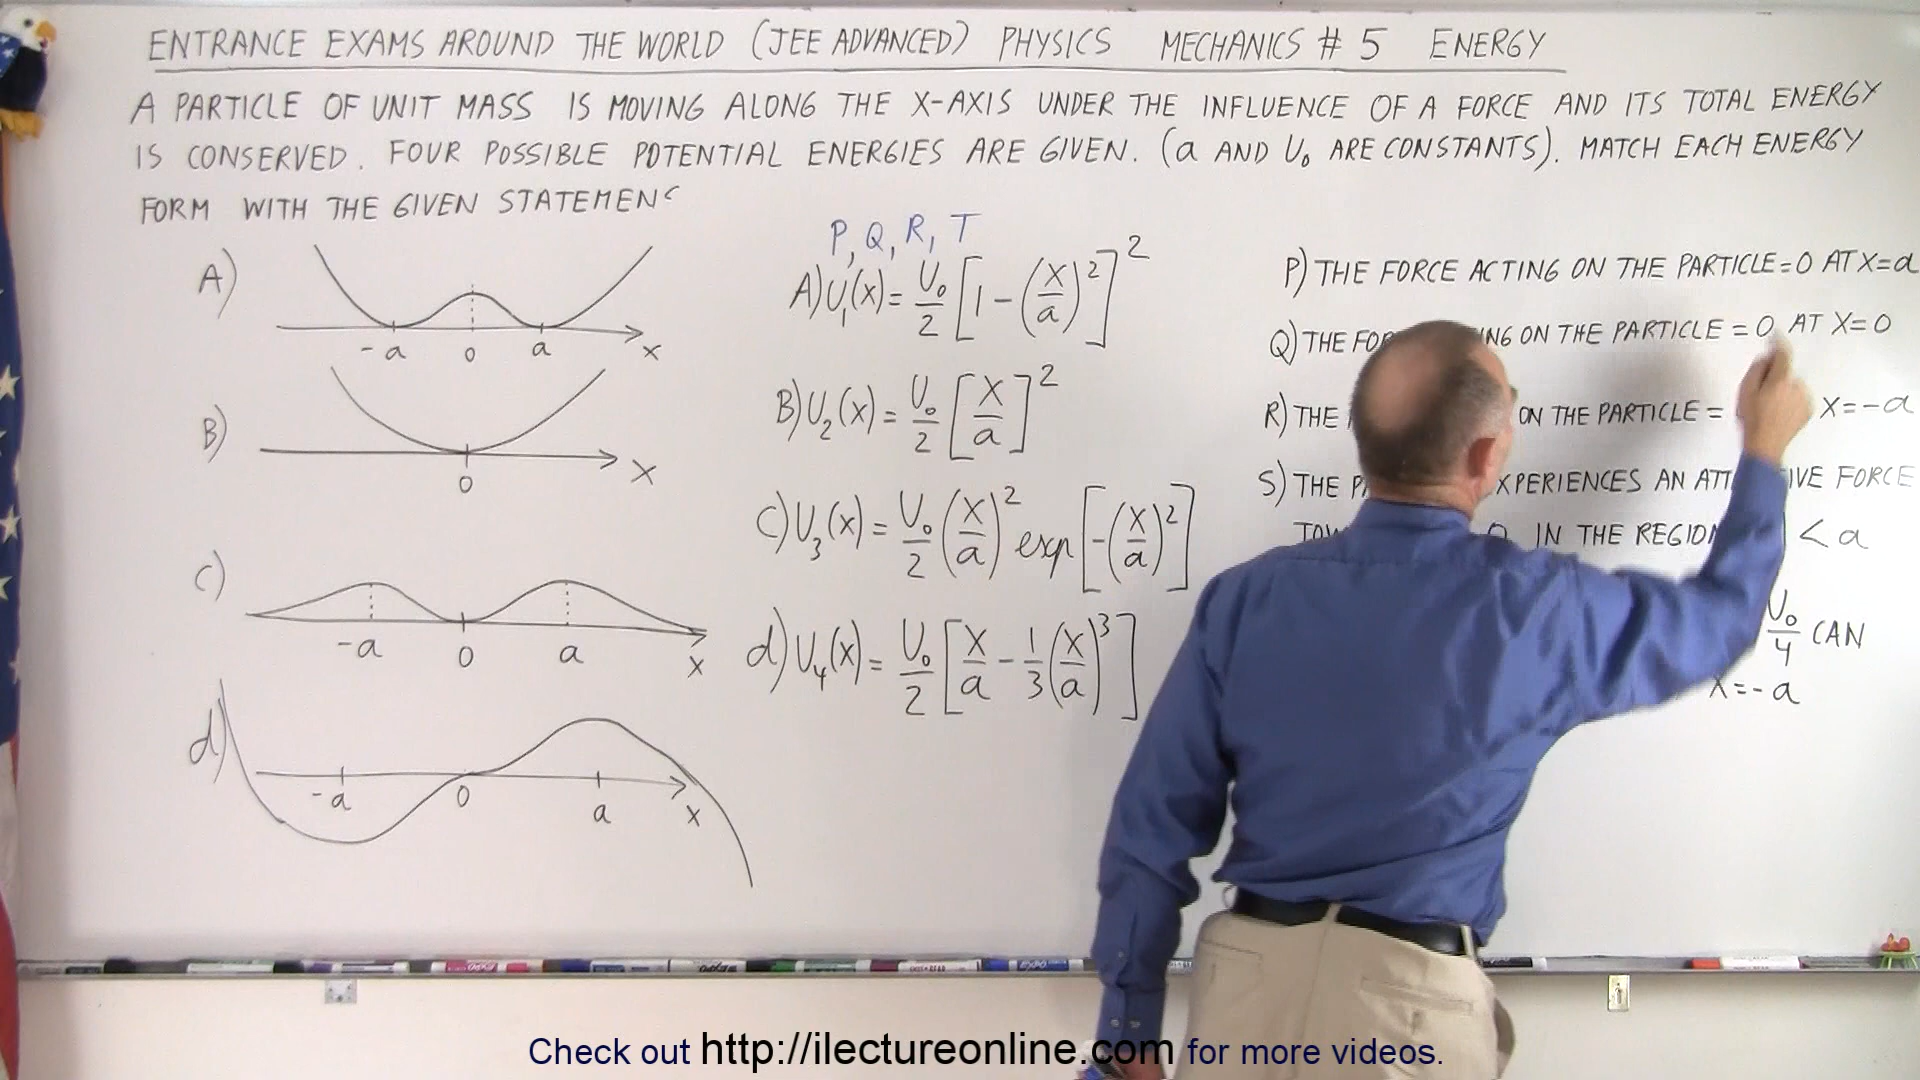 ENTRANCE EXAMS AROUND THE WORLD (JEE ADVANCED) PHYSICS MECHANICS # 5 ENERGY
A PARTICLE OF UNIT MASS IS MOVING ALONG THE X-AXIS UNDER THE INFLUENCE OF A FORCE AND ITS TOTAL ENERGY
IS CONSERVED. FOUR POSSIBLE POTENTIAL ENERGIES ARE GIVEN. (a AND U₀ ARE CONSTANTS). MATCH EACH ENERGY
FORM WITH THE GIVEN STATEMEN
A)
-a 0 a x
B)
0 x
C)
-a 0 a x
d)
-a 0 a x
P, Q, R, T
A) U₁(x) = U₀/2 [1 - (x/a)²]²
B) U₂(x) = U₀/2 [x/a]²
C) U₃(x) = U₀/2 (x/a)² exp[-(x/a)²]
d) U₄(x) = U₀/2 [x/a - 1/3 (x/a)³]
P) THE FORCE ACTING ON THE PARTICLE = 0 AT X = a
Q) THE ON THE PARTICLE = 0 AT X = 0
R) THE ON THE PARTICLE = X = -a
S) THE AN FORCE
IN THE REGION < a
U₀/4 CAN
X = -a
Check out http://ilectureonline.com for more videos.